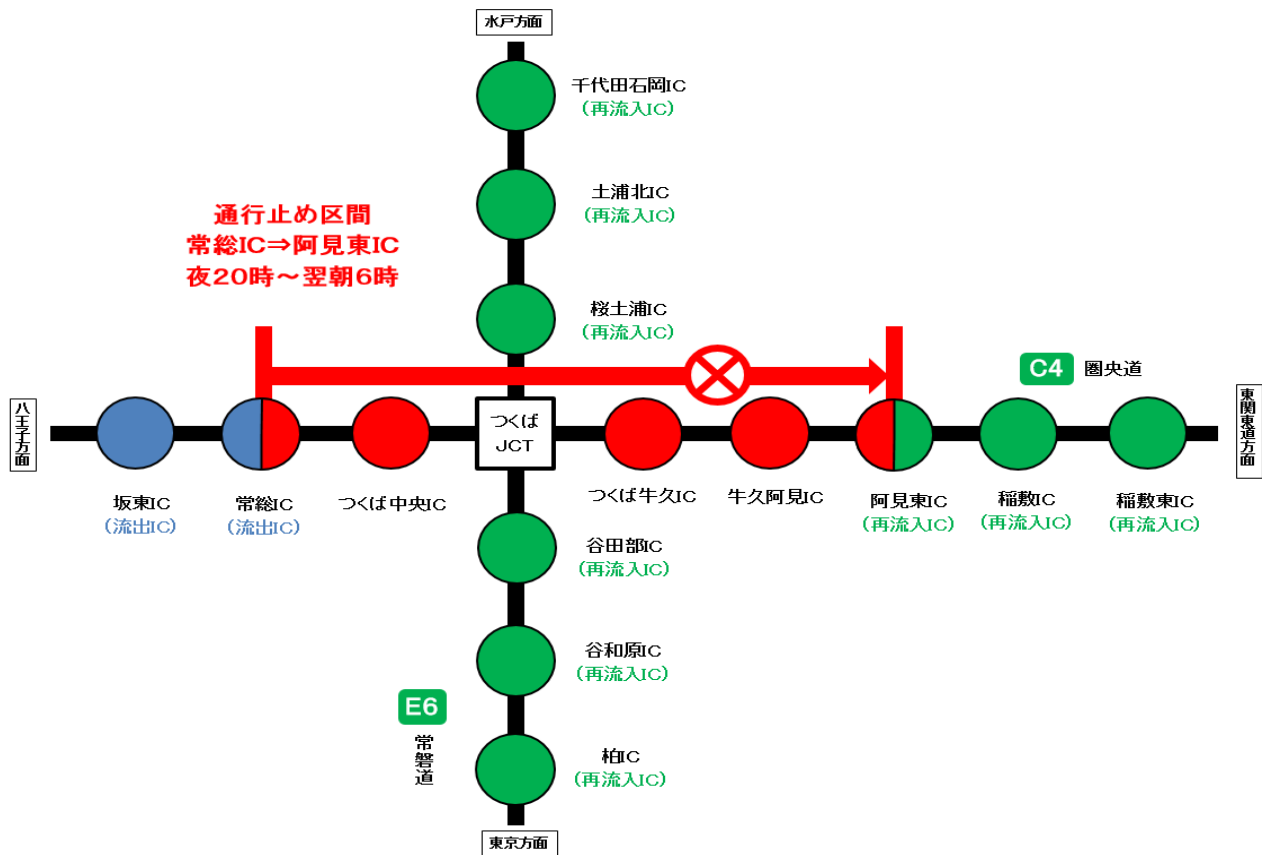 水戸方面
千代田石岡IC
(再流入IC)
土浦北IC
(再流入IC)
通行止め区間
常総IC⇒阿見東IC
夜20時～翌朝6時
桜土浦IC
(再流入IC)
C4 圏央道
八王子方面
つくば
JCT
東関東道方面
坂東IC
(流出IC)
常総IC
(流出IC)
つくば中央IC
つくば牛久IC
牛久阿見IC
阿見東IC
(再流入IC)
稲敷IC
(再流入IC)
稲敷東IC
(再流入IC)
谷田部IC
(再流入IC)
谷和原IC
(再流入IC)
E6
常磐道
柏IC
(再流入IC)
東京方面